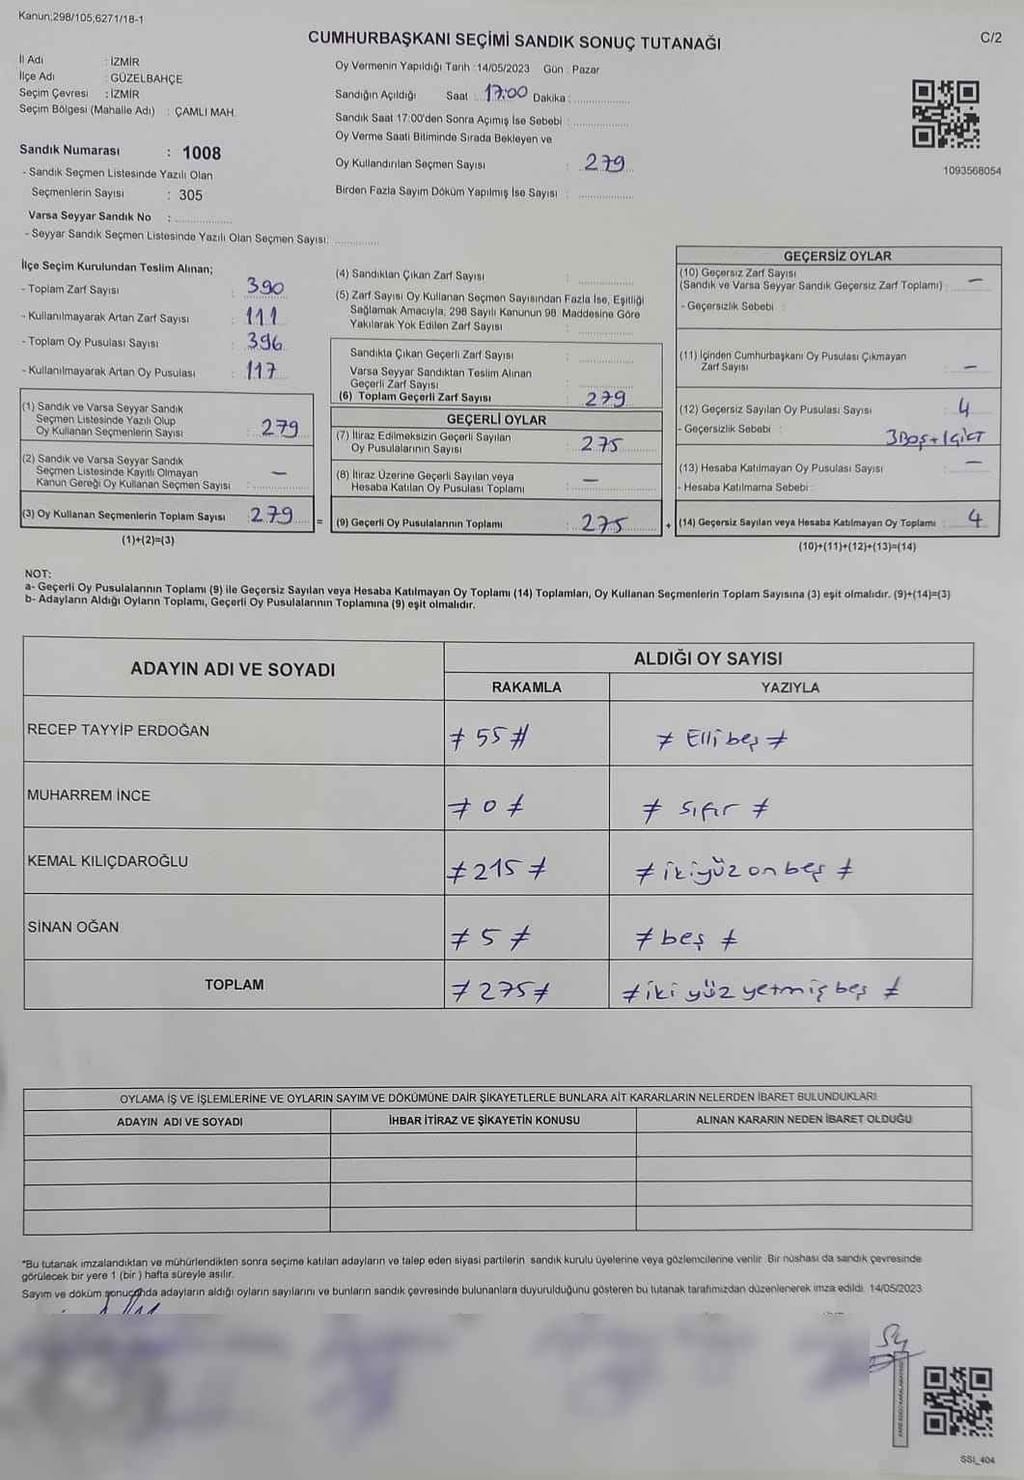 Kanun:298/105,6271/18-1
CUMHURBAŞKANI SEÇİMİ SANDIK SONUÇ TUTANAĞI
C/2
İl Adı : İZMİR
İlçe Adı : GÜZELBAHÇE
Seçim Çevresi : İZMİR
Seçim Bölgesi (Mahalle Adı) : ÇAMLI MAH.
Sandık Numarası : 1008
- Sandık Seçmen Listesinde Yazılı Olan
Seçmenlerin Sayısı : 305
Varsa Seyyar Sandık No : ..............
- Seyyar Sandık Seçmen Listesinde Yazılı Olan Seçmen Sayısı: ..............
Oy Vermenin Yapıldığı Tarih :14/05/2023 Gün : Pazar
Sandığın Açıldığı Saat : 17:00 Dakika : ..............
Sandık Saat 17:00'den Sonra Açımış İse Sebebi : ..............
Oy Verme Saati Bitiminde Sırada Bekleyen ve
Oy Kullandırılan Seçmen Sayısı : 279
Birden Fazla Sayım Döküm Yapılmış İse Sayısı : ..............
1093568054
İlçe Seçim Kurulundan Teslim Alınan;
- Toplam Zarf Sayısı : 390
- Kullanılmayarak Artan Zarf Sayısı : 111
- Toplam Oy Pusulası Sayısı : 396
- Kullanılmayarak Artan Oy Pusulası : 117
(1) Sandık ve Varsa Seyyar Sandık
Seçmen Listesinde Yazılı Olup
Oy Kullanan Seçmenlerin Sayısı : 279
(2) Sandık ve Varsa Seyyar Sandık
Seçmen Listesinde Kayıtlı Olmayan
Kanun Gereği Oy Kullanan Seçmen Sayısı : —
(3) Oy Kullanan Seçmenlerin Toplam Sayısı : 279 =
(1)+(2)=(3)
(4) Sandıktan Çıkan Zarf Sayısı : ..............
(5) Zarf Sayısı Oy Kullanan Seçmen Sayısından Fazla İse, Eşitliği
Sağlamak Amacıyla, 298 Sayılı Kanunun 98. Maddesine Göre
Yakılarak Yok Edilen Zarf Sayısı : ..............
Sandıkta Çıkan Geçerli Zarf Sayısı : ..............
Varsa Seyyar Sandıktan Teslim Alınan
Geçerli Zarf Sayısı : ..............
(6) Toplam Geçerli Zarf Sayısı : 279
GEÇERLİ OYLAR
(7) İtiraz Edilmeksizin Geçerli Sayılan
Oy Pusulalarının Sayısı : 275
(8) İtiraz Üzerine Geçerli Sayılan veya
Hesaba Katılan Oy Pusulası Toplamı : —
(9) Geçerli Oy Pusulalarının Toplamı : 275 +
GEÇERSİZ OYLAR
(10) Geçersiz Zarf Sayısı
(Sandık ve Varsa Seyyar Sandık Geçersiz Zarf Toplamı) : —
- Geçersizlik Sebebi :
(11) İçinden Cumhurbaşkanı Oy Pusulası Çıkmayan
Zarf Sayısı : —
(12) Geçersiz Sayılan Oy Pusulası Sayısı : 4
- Geçersizlik Sebebi : 3 Boş + 1 Çift
(13) Hesaba Katılmayan Oy Pusulası Sayısı : —
- Hesaba Katılmama Sebebi :
(14) Geçersiz Sayılan veya Hesaba Katılmayan Oy Toplamı : 4
(10)+(11)+(12)+(13)=(14)
NOT:
a- Geçerli Oy Pusulalarının Toplamı (9) ile Geçersiz Sayılan veya Hesaba Katılmayan Oy Toplamı (14) Toplamları, Oy Kullanan Seçmenlerin Toplam Sayısına (3) eşit olmalıdır. (9)+(14)=(3)
b- Adayların Aldığı Oyların Toplamı, Geçerli Oy Pusulalarının Toplamına (9) eşit olmalıdır.
ADAYIN ADI VE SOYADI
ALDIĞI OY SAYISI
RAKAMLA YAZIYLA
RECEP TAYYİP ERDOĞAN ≠ 55 ≠ ≠ Elli beş ≠
MUHARREM İNCE ≠ 0 ≠ ≠ sıfır ≠
KEMAL KILIÇDAROĞLU ≠ 215 ≠ ≠ ikiyüz on beş ≠
SİNAN OĞAN ≠ 5 ≠ ≠ beş ≠
TOPLAM ≠ 275 ≠ ≠ iki yüz yetmiş beş ≠
OYLAMA İŞ VE İŞLEMLERİNE VE OYLARIN SAYIM VE DÖKÜMÜNE DAİR ŞİKAYETLERLE BUNLARA AİT KARARLARIN NELERDEN İBARET BULUNDUKLARI
ADAYIN ADI VE SOYADI İHBAR İTİRAZ VE ŞİKAYETİN KONUSU ALINAN KARARIN NEDEN İBARET OLDUĞU
*Bu tutanak imzalandıktan ve mühürlendikten sonra seçime katılan adayların ve talep eden siyasi partilerin sandık kurulu üyelerine veya gözlemcilerine verilir. Bir nüshası da sandık çevresinde
görülecek bir yere 1 (bir ) hafta süreyle asılır.
Sayım ve döküm sonucunda adayların aldığı oyların sayılarını ve bunların sandık çevresinde bulunanlara duyurulduğunu gösteren bu tutanak tarafımızdan düzenlenerek imza edildi. 14/05/2023
SSI_404